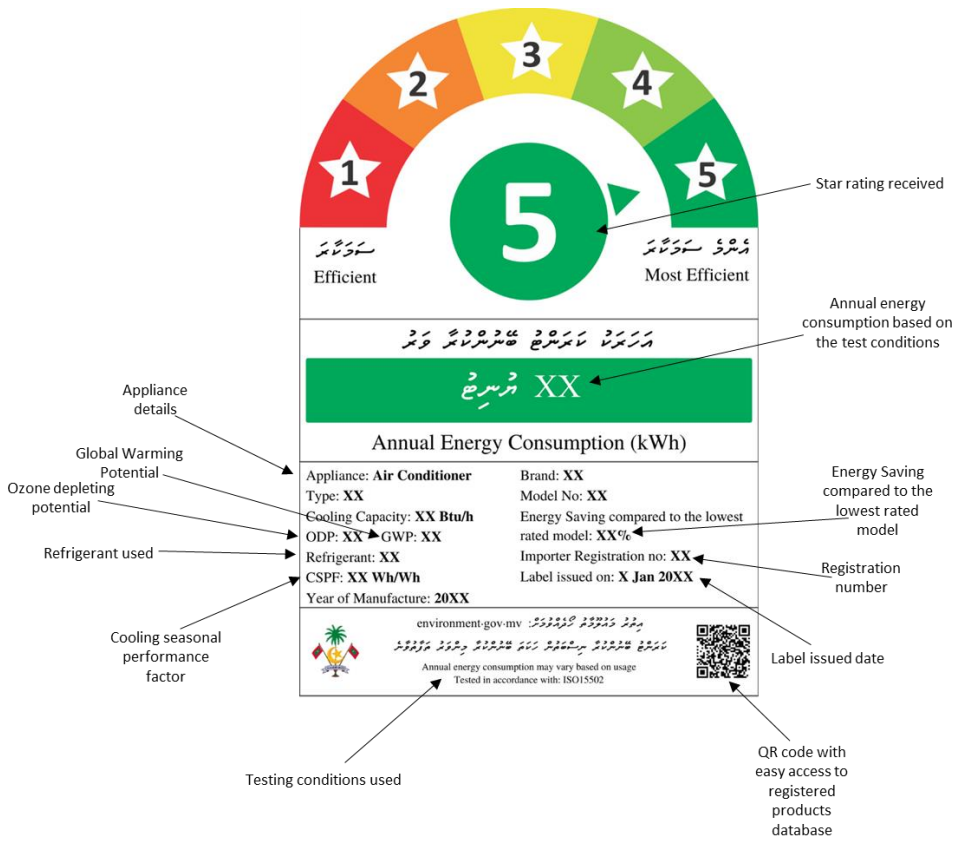 1
2
3
4
5
5
Star rating received
ސަމަކާރަ
Efficient
އެންމެ ސަމަކާރަ
Most Efficient
Annual energy
consumption based on
the test conditions
އަހަރަކު ކަރަންޓު ބޭނުންކުރާ ވަރު
XX ޔުނިޓު
Annual Energy Consumption (kWh)
Appliance
details
Global Warming
Potential
Ozone depleting
potential
Refrigerant used
Cooling seasonal
performance
factor
Appliance: Air Conditioner
Type: XX
Cooling Capacity: XX Btu/h
ODP: XX GWP: XX
Refrigerant: XX
CSPF: XX Wh/Wh
Year of Manufacture: 20XX
Brand: XX
Model No: XX
Energy Saving compared to the lowest
rated model: XX%
Importer Registration no: XX
Label issued on: X Jan 20XX
Energy Saving
compared to the
lowest rated
model
Registration
number
Label issued date
އިތުރު މައުލޫމާތު ހޯދެއްވުމަށް: environment.gov.mv
ކަރަންޓު ބޭނުންކުރާ ނިސްބަތުން ހަކަތަ ބޭނުންކުރާ މިންވަރު ތަފާތުވާނެ
Annual energy consumption may vary based on usage
Tested in accordance with: ISO15502
Testing conditions used
QR code with
easy access to
registered
products
database